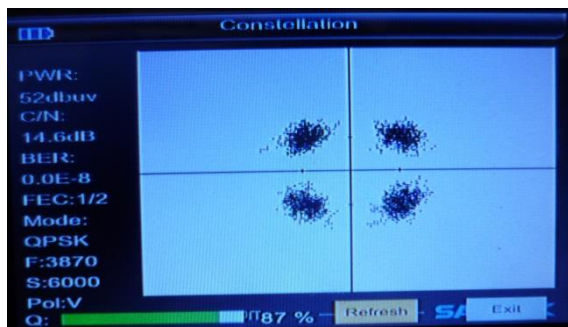 Constellation
PWR:
52dbuv
C/N:
14.6dB
BER:
0.0E-8
FEC:1/2
Mode:
QPSK
F:3870
S:6000
Pol:V
Q: 87 %
Refresh
Exit